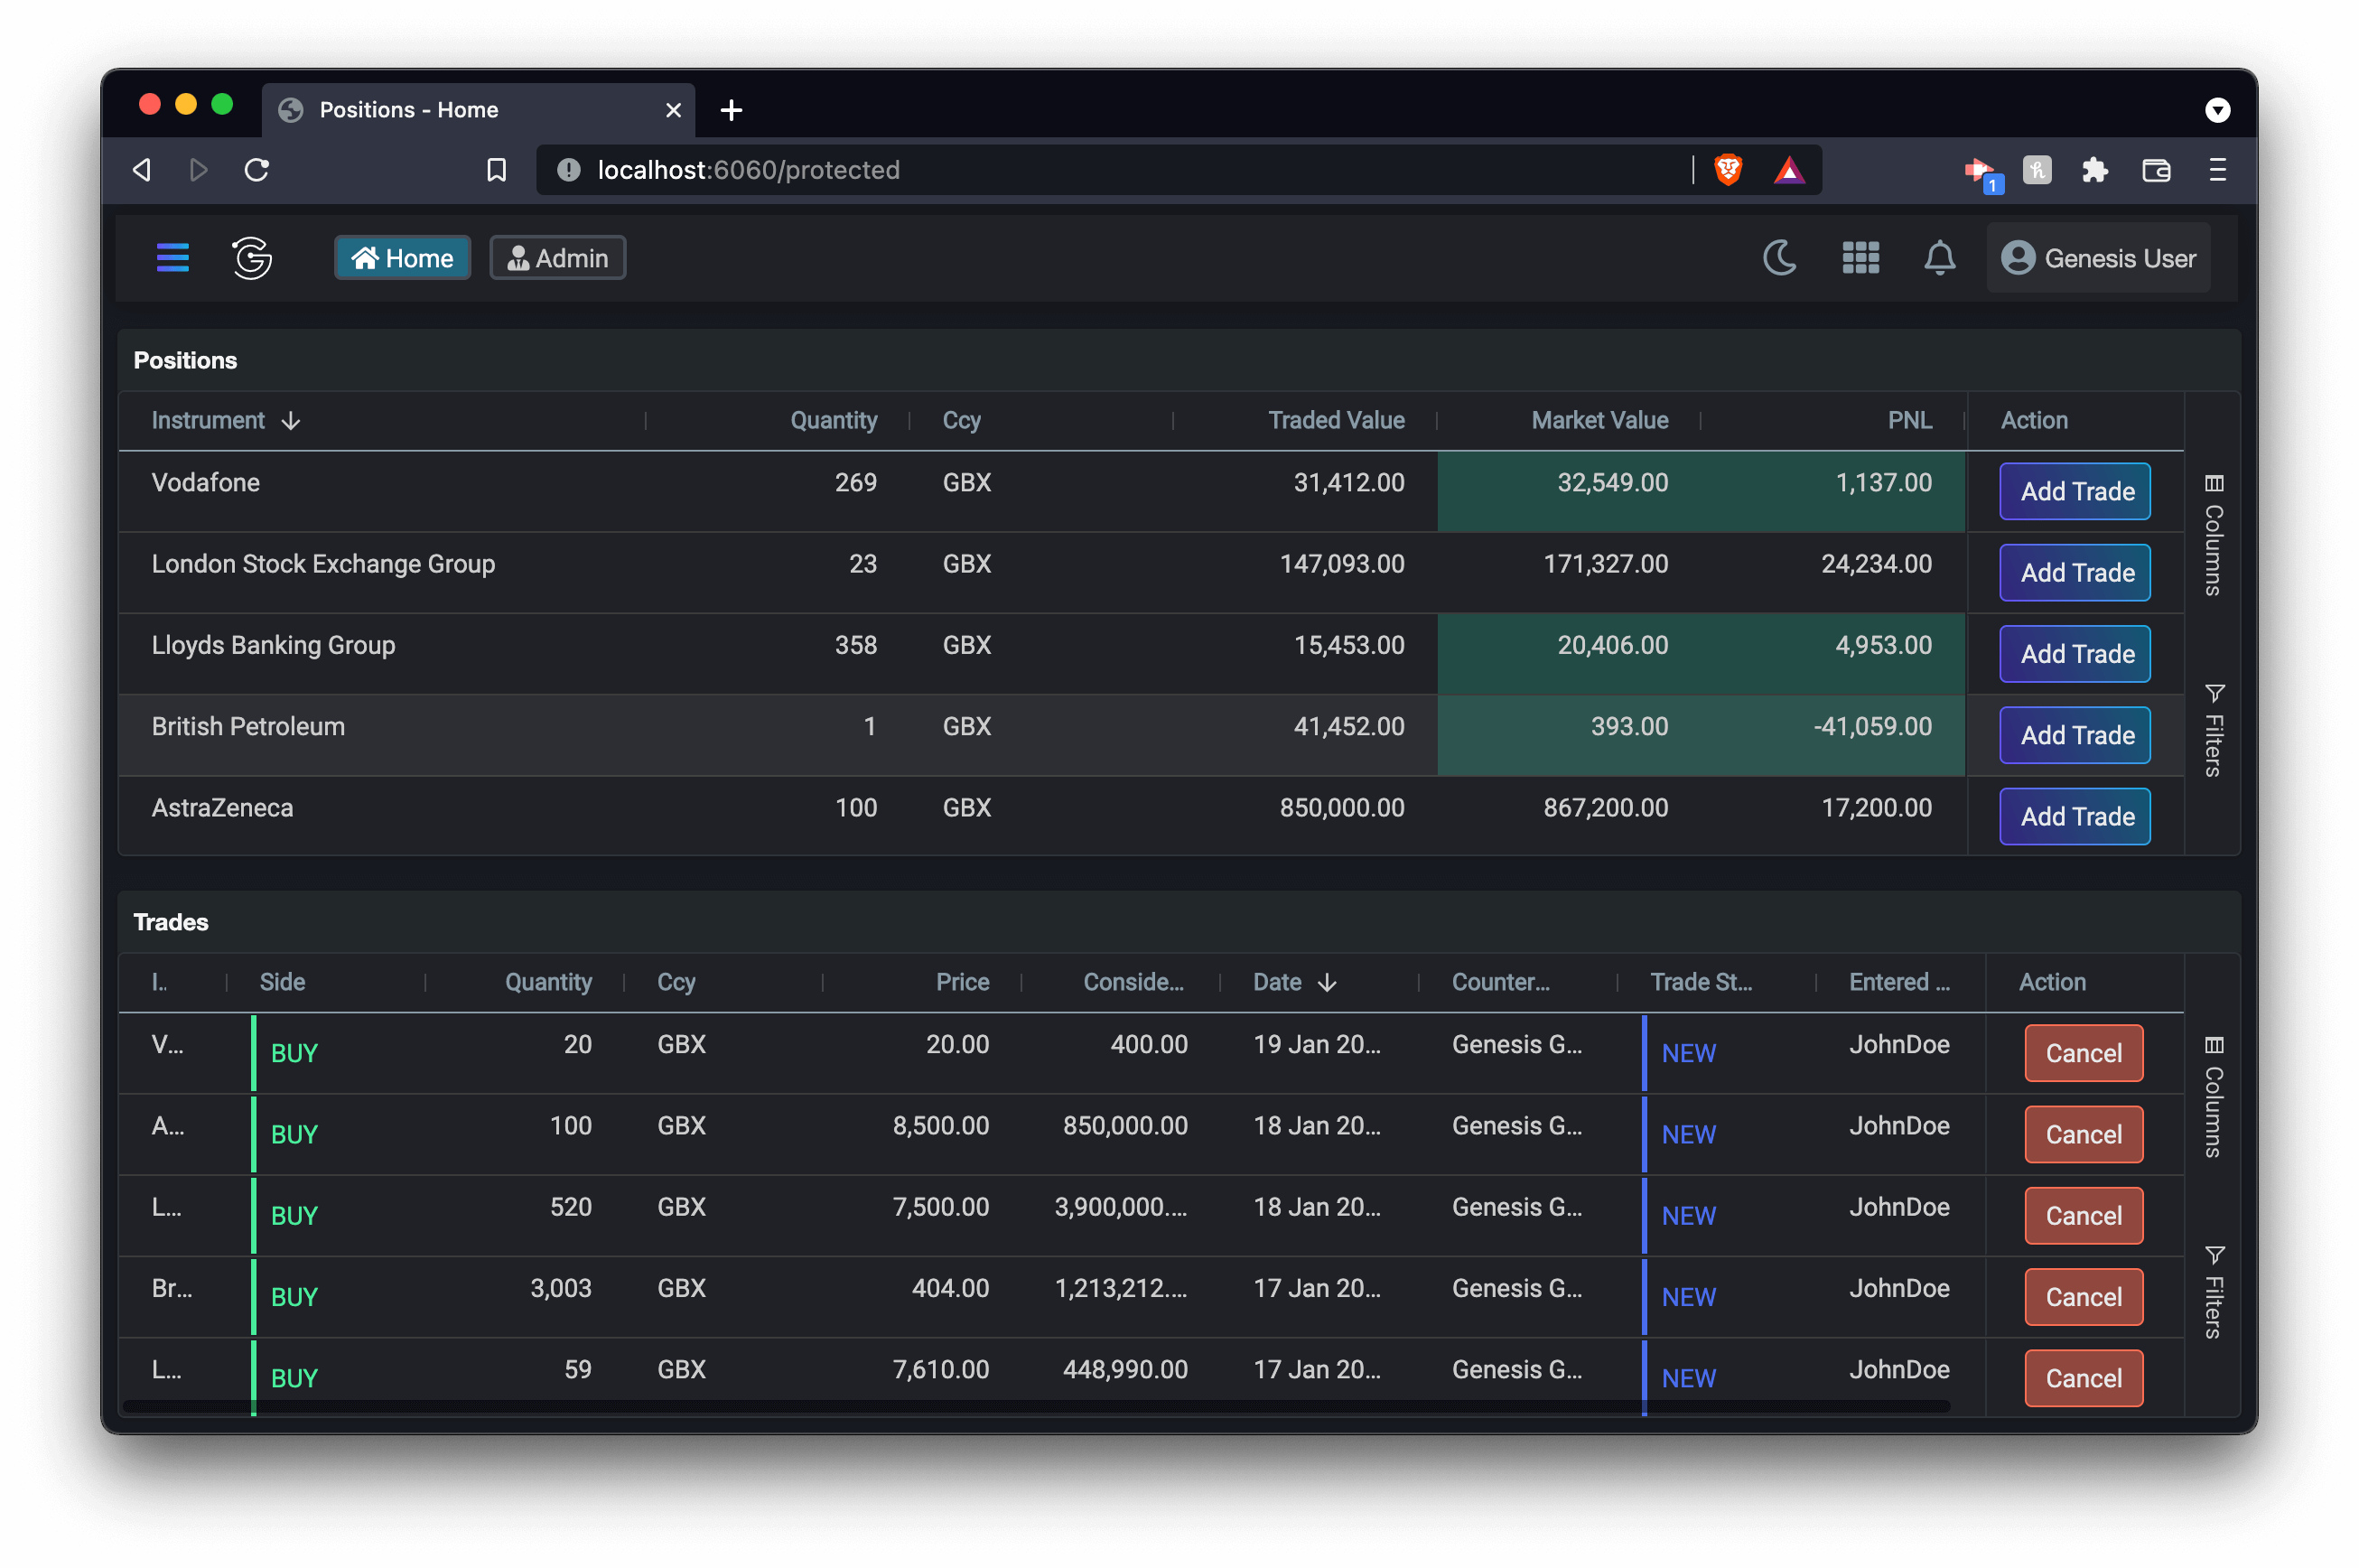 Positions - Home
localhost:6060/protected
1
Home Admin Genesis User
Positions
Instrument Quantity Ccy Traded Value Market Value PNL Action
Vodafone 269 GBX 31,412.00 32,549.00 1,137.00 Add Trade
London Stock Exchange Group 23 GBX 147,093.00 171,327.00 24,234.00 Add Trade
Lloyds Banking Group 358 GBX 15,453.00 20,406.00 4,953.00 Add Trade
British Petroleum 1 GBX 41,452.00 393.00 -41,059.00 Add Trade
AstraZeneca 100 GBX 850,000.00 867,200.00 17,200.00 Add Trade
Columns
Filters
Trades
I.. Side Quantity Ccy Price Conside... Date Counter... Trade St... Entered ... Action
V... BUY 20 GBX 20.00 400.00 19 Jan 20... Genesis G... NEW JohnDoe Cancel
A... BUY 100 GBX 8,500.00 850,000.00 18 Jan 20... Genesis G... NEW JohnDoe Cancel
L... BUY 520 GBX 7,500.00 3,900,000.... 18 Jan 20... Genesis G... NEW JohnDoe Cancel
Br... BUY 3,003 GBX 404.00 1,213,212.... 17 Jan 20... Genesis G... NEW JohnDoe Cancel
L... BUY 59 GBX 7,610.00 448,990.00 17 Jan 20... Genesis G... NEW JohnDoe Cancel
Columns
Filters